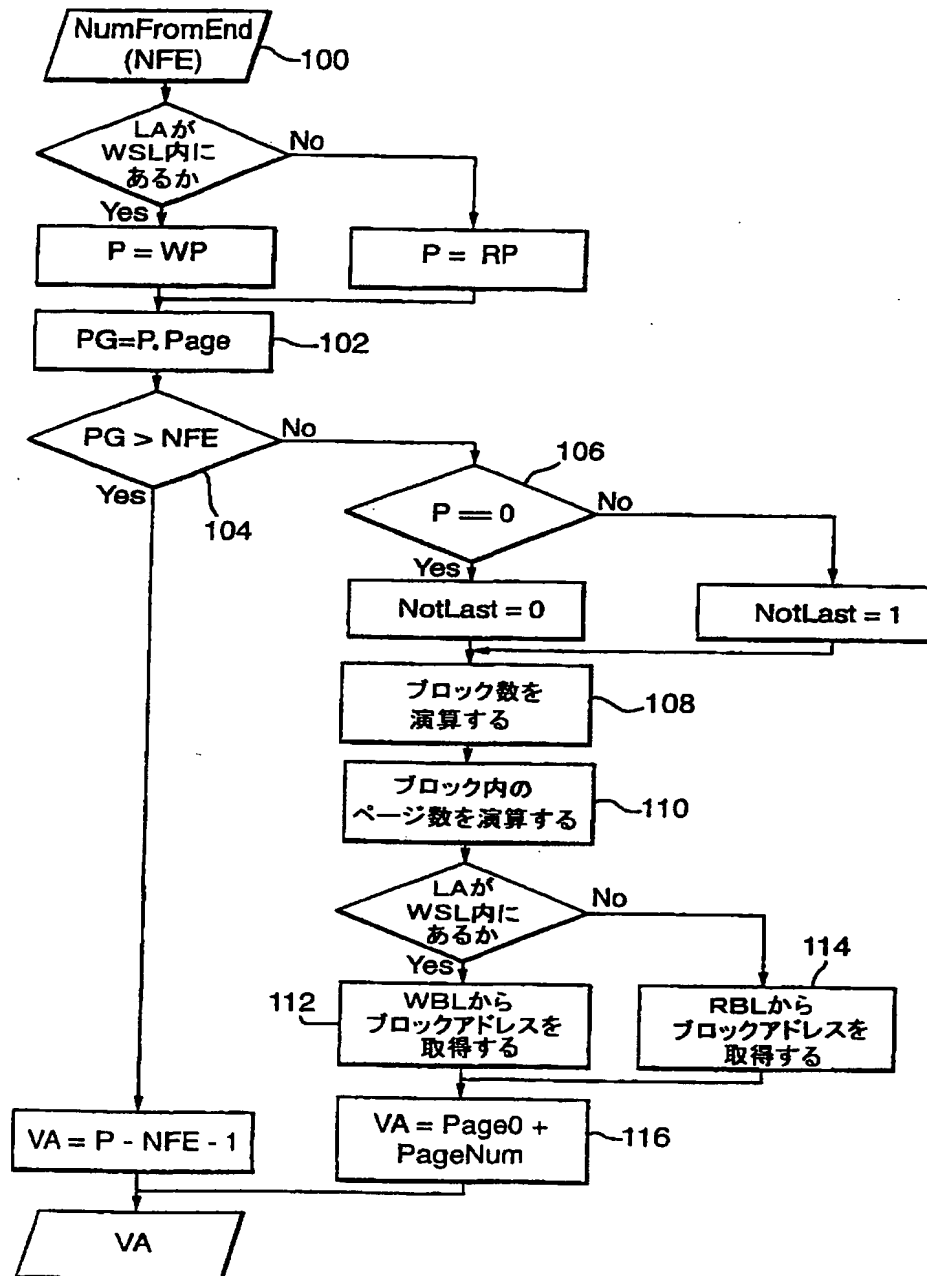 NumFromEnd
(NFE)
100
LAが
WSL内に
あるか
No
Yes
P = WP
P = RP
PG=P.Page
102
PG > NFE
No
Yes
104
106
P == 0
No
Yes
NotLast = 0
NotLast = 1
ブロック数を
演算する
108
ブロック内の
ページ数を演算する
110
LAが
WSL内に
あるか
No
Yes
112
WBLから
ブロックアドレスを
取得する
114
RBLから
ブロックアドレスを
取得する
VA = P - NFE - 1
VA = Page0 +
PageNum
116
VA